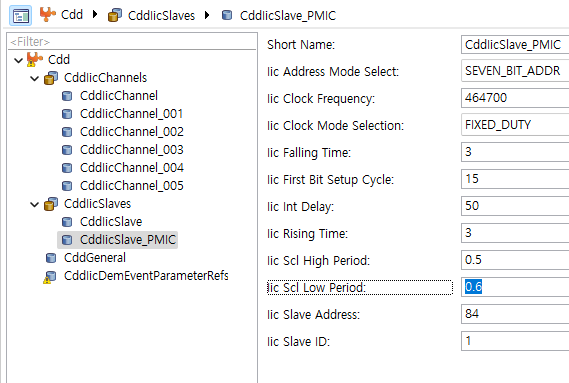 Cdd CddIicSlaves CddIicSlave_PMIC
<Filter>
Cdd
CddIicChannels
CddIicChannel
CddIicChannel_001
CddIicChannel_002
CddIicChannel_003
CddIicChannel_004
CddIicChannel_005
CddIicSlaves
CddIicSlave
CddIicSlave_PMIC
CddGeneral
CddIicDemEventParameterRefs
Short Name: CddIicSlave_PMIC
Iic Address Mode Select: SEVEN_BIT_ADDR
Iic Clock Frequency: 464700
Iic Clock Mode Selection: FIXED_DUTY
Iic Falling Time: 3
Iic First Bit Setup Cycle: 15
Iic Int Delay: 50
Iic Rising Time: 3
Iic Scl High Period: 0.5
Iic Scl Low Period: 0.6
Iic Slave Address: 84
Iic Slave ID: 1